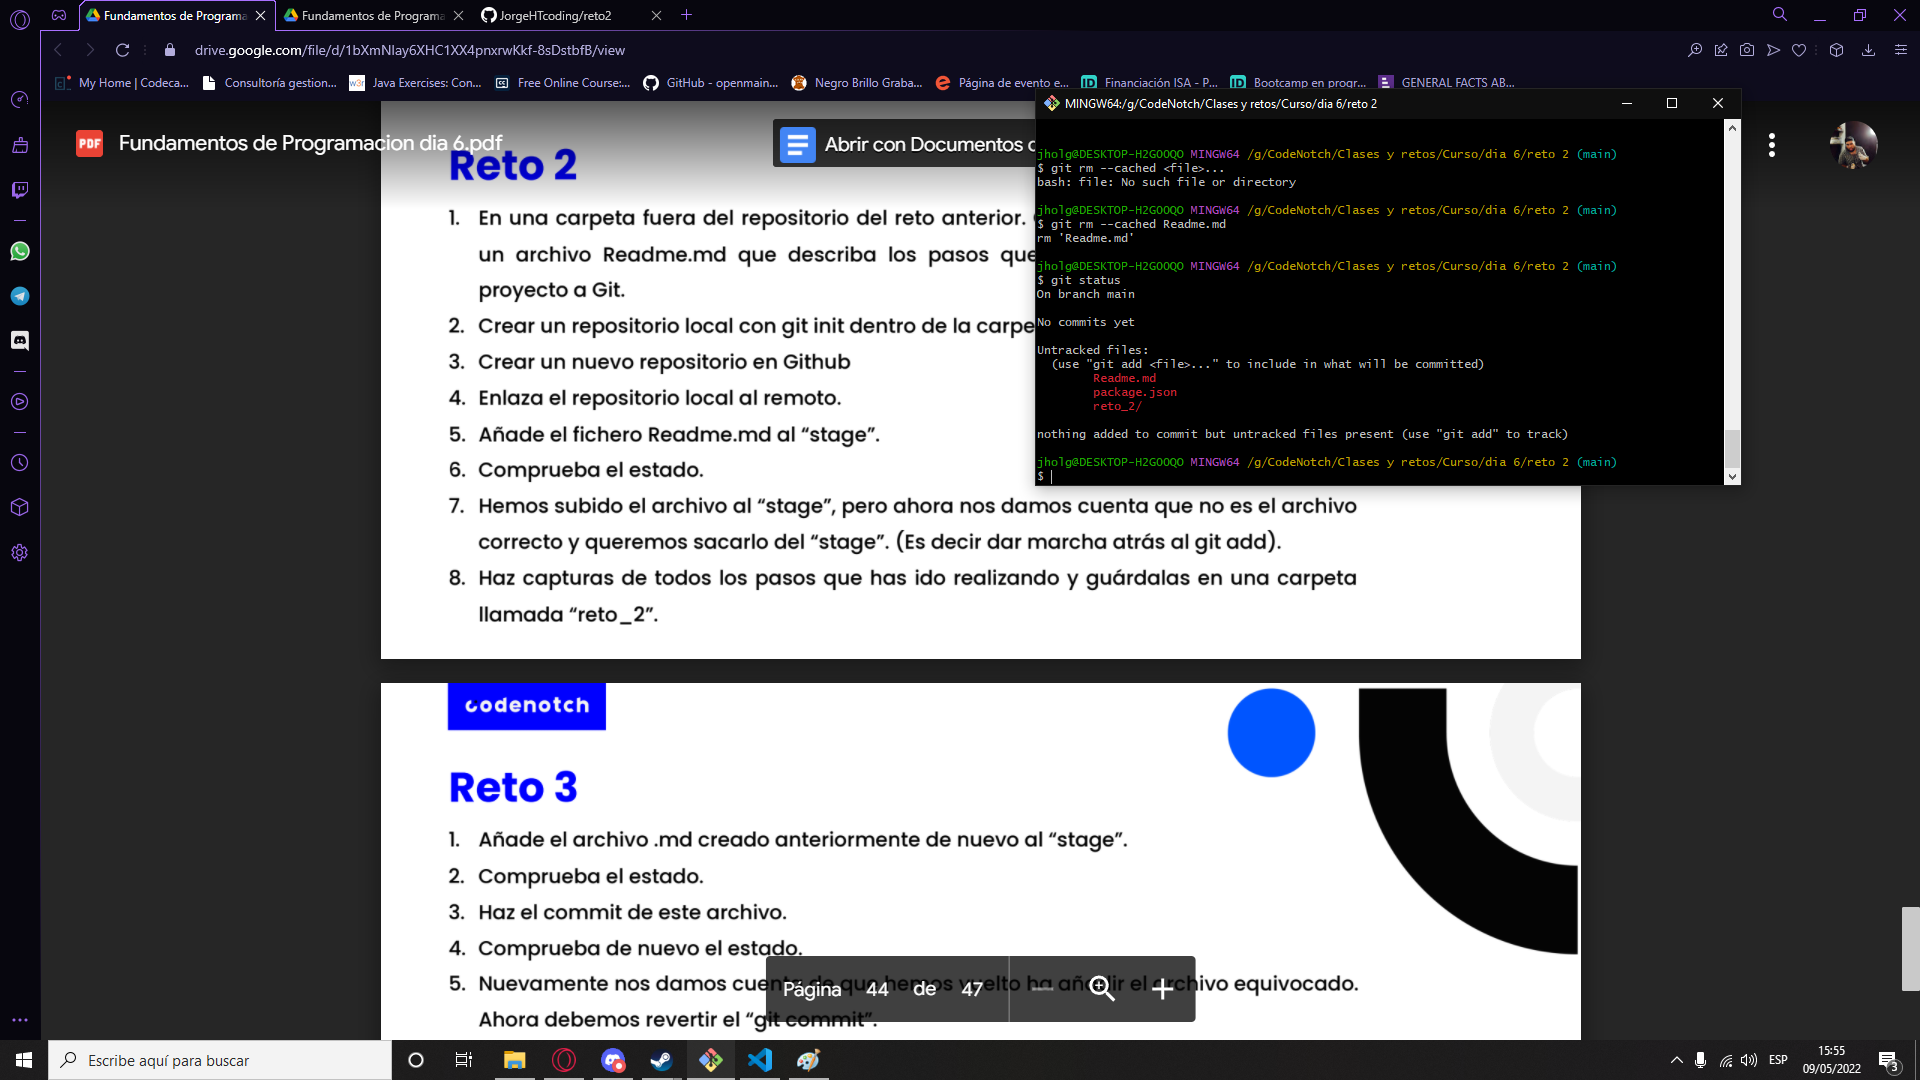 Fundamentos de Programa
Fundamentos de Programa
JorgeHTcoding/reto2
drive.google.com/file/d/1bXmNIay6XHC1XX4pnxrwKkf-8sDstbfB/view
My Home | Codeca...
Consultoría gestion...
Java Exercises: Con...
Free Online Course:...
GitHub - openmain...
Negro Brillo Graba...
Página de evento e...
Financiación ISA - P...
Bootcamp en progr...
GENERAL FACTS AB...
PDF
Fundamentos de Programacion dia 6.pdf
Abrir con Documentos
Reto 2
1. En una carpeta fuera del repositorio del reto anterior.
un archivo Readme.md que describa los pasos que
proyecto a Git.
2. Crear un repositorio local con git init dentro de la carpe
3. Crear un nuevo repositorio en Github
4. Enlaza el repositorio local al remoto.
5. Añade el fichero Readme.md al “stage”.
6. Comprueba el estado.
7. Hemos subido el archivo al “stage”, pero ahora nos damos cuenta que no es el archivo
correcto y queremos sacarlo del “stage”. (Es decir dar marcha atrás al git add).
8. Haz capturas de todos los pasos que has ido realizando y guárdalas en una carpeta
llamada “reto_2”.
MINGW64:/g/CodeNotch/Clases y retos/Curso/dia 6/reto 2
jholg@DESKTOP-H2GOOQO MINGW64 /g/CodeNotch/Clases y retos/Curso/dia 6/reto 2 (main)
$ git rm --cached <file>...
bash: file: No such file or directory
jholg@DESKTOP-H2GOOQO MINGW64 /g/CodeNotch/Clases y retos/Curso/dia 6/reto 2 (main)
$ git rm --cached Readme.md
rm 'Readme.md'
jholg@DESKTOP-H2GOOQO MINGW64 /g/CodeNotch/Clases y retos/Curso/dia 6/reto 2 (main)
$ git status
On branch main
No commits yet
Untracked files:
(use "git add <file>..." to include in what will be committed)
Readme.md
package.json
reto_2/
nothing added to commit but untracked files present (use "git add" to track)
jholg@DESKTOP-H2GOOQO MINGW64 /g/CodeNotch/Clases y retos/Curso/dia 6/reto 2 (main)
$
codenotch
Reto 3
1. Añade el archivo .md creado anteriormente de nuevo al “stage”.
2. Comprueba el estado.
3. Haz el commit de este archivo.
4. Comprueba de nuevo el estado.
5. Nuevamente nos damos cuenta de que hemos vuelto ha añadir el archivo equivocado.
Ahora debemos revertir el “git commit”.
Página 44 de 47
Escribe aquí para buscar
ESP
15:55
09/05/2022
3